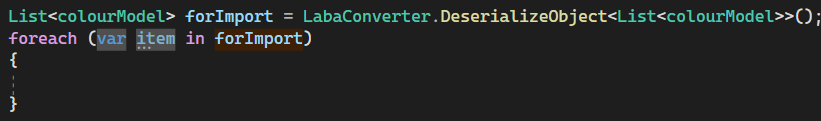 List<colourModel> forImport = LabaConverter.DeserializeObject<List<colourModel>>();
foreach (var item in forImport)
{
}